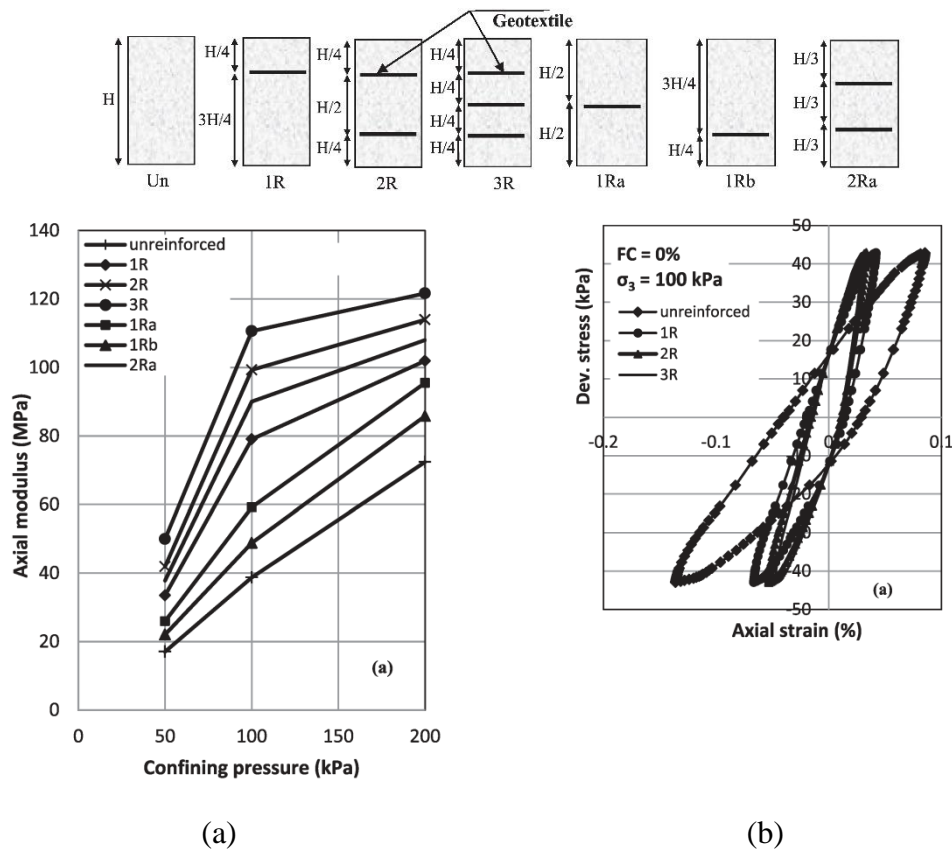 Geotextile
H
H/4
3H/4
H/4
H/2
H/4
H/4
H/4
H/4
H/4
H/2
H/2
3H/4
H/4
H/3
H/3
H/3
Un
1R
2R
3R
1Ra
1Rb
2Ra
Axial modulus (MPa)
140
120
100
80
60
40
20
0
unreinforced
1R
2R
3R
1Ra
1Rb
2Ra
(a)
0
50
100
150
200
Confining pressure (kPa)
(a)
Dev. stress (kPa)
50
40
30
20
10
-10
-20
-30
-40
-50
FC = 0%
σ3 = 100 kPa
unreinforced
1R
2R
3R
-0.2
-0.1
0.0
0.1
(a)
Axial strain (%)
(b)